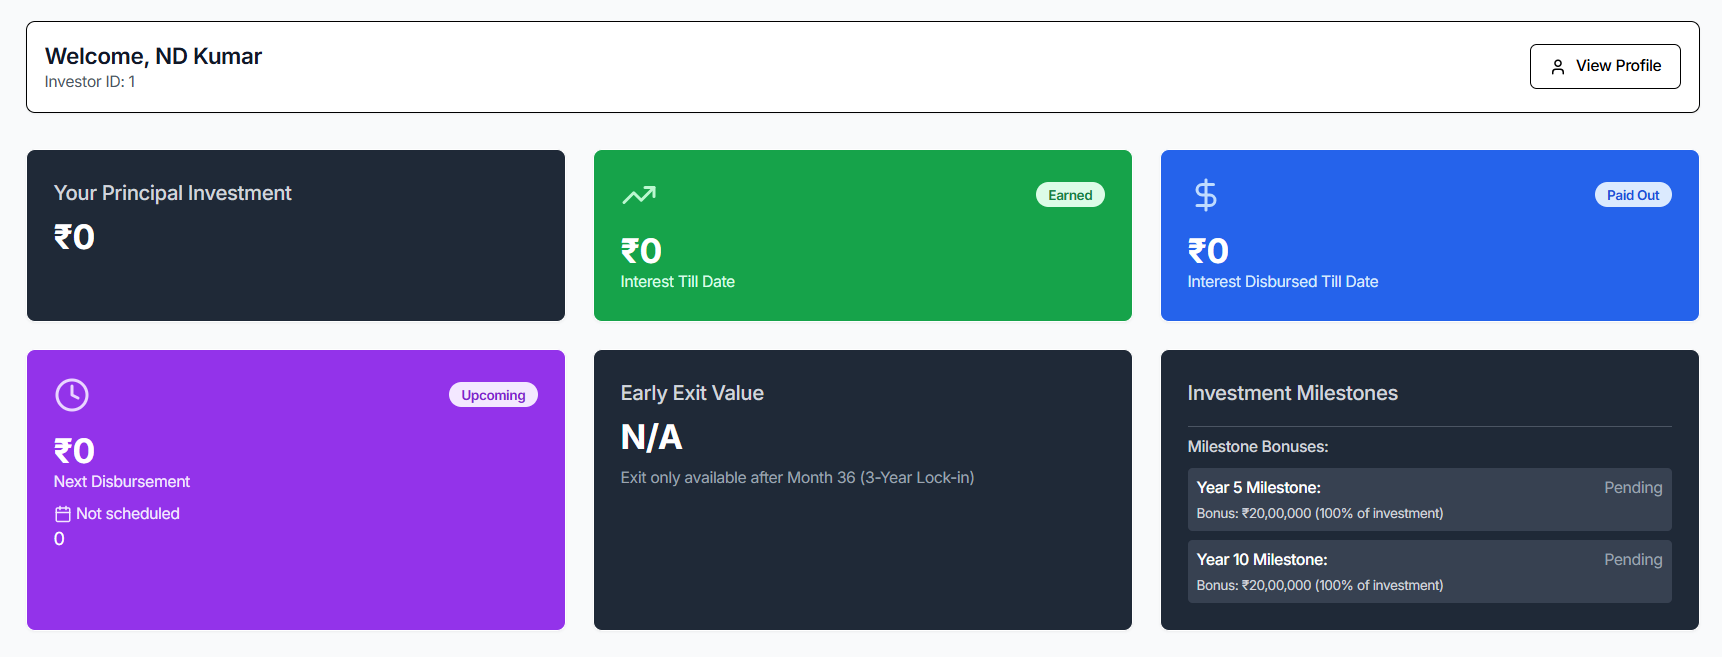 Welcome, ND Kumar
Investor ID: 1
View Profile
Your Principal Investment
₹0
Earned
₹0
Interest Till Date
Paid Out
₹0
Interest Disbursed Till Date
Upcoming
₹0
Next Disbursement
Not scheduled
0
Early Exit Value
N/A
Exit only available after Month 36 (3-Year Lock-in)
Investment Milestones
Milestone Bonuses:
Year 5 Milestone: Pending
Bonus: ₹20,00,000 (100% of investment)
Year 10 Milestone: Pending
Bonus: ₹20,00,000 (100% of investment)